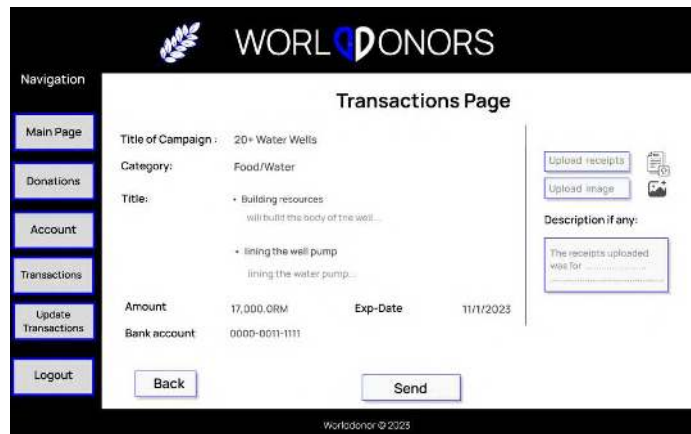 WORLDDONORS
Navigation
Transactions Page
Main Page
Donations
Account
Transactions
Update
Transactions
Logout
Title of Campaign : 20+ Water Wells
Category: Food/Water
Title:
• Building resources
will build the body of the well...
• lining the well pump
lining the water pump...
Amount 17,000.0RM Exp-Date 11/1/2023
Bank account 0000-0011-1111
Upload receipts
Upload image
Description if any:
The receipts uploaded
was for ....................
Back
Send
Worlddonor © 2023